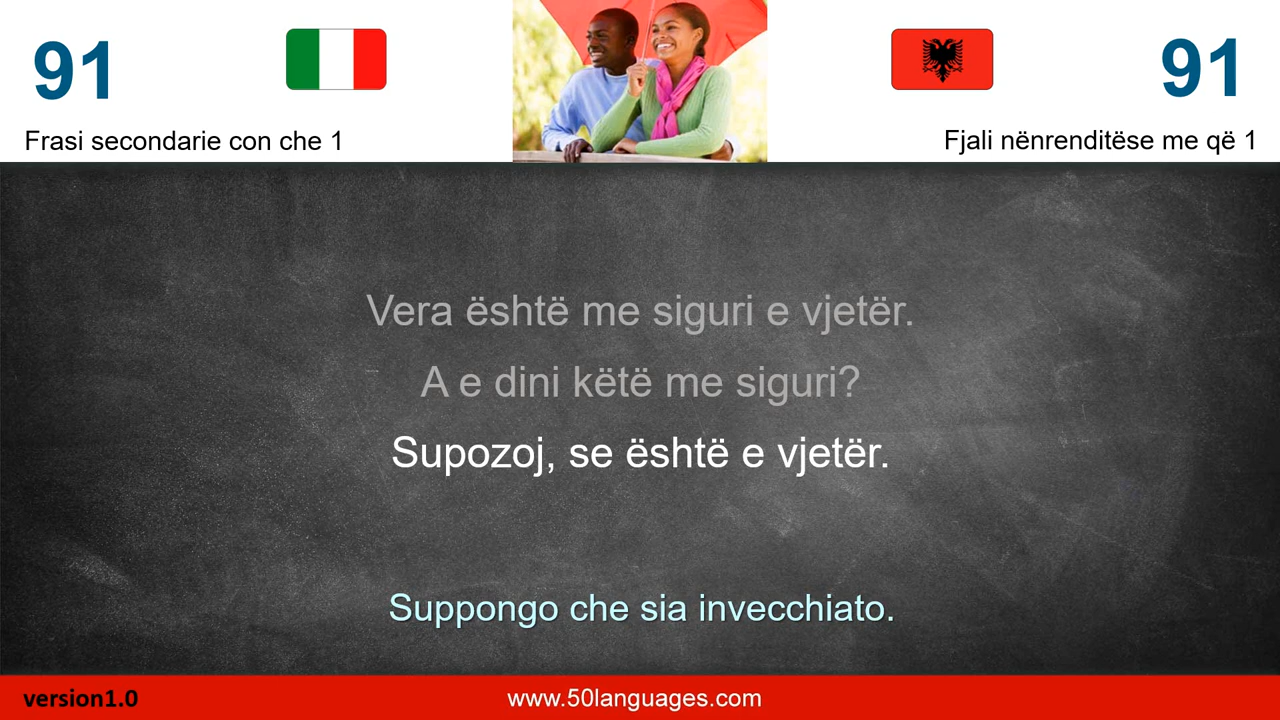 91
91
Frasi secondarie con che 1
Fjali nënrenditëse me që 1
Vera është me siguri e vjetër.
A e dini këtë me siguri?
Supozoj, se është e vjetër.
Suppongo che sia invecchiato.
version1.0
www.50languages.com